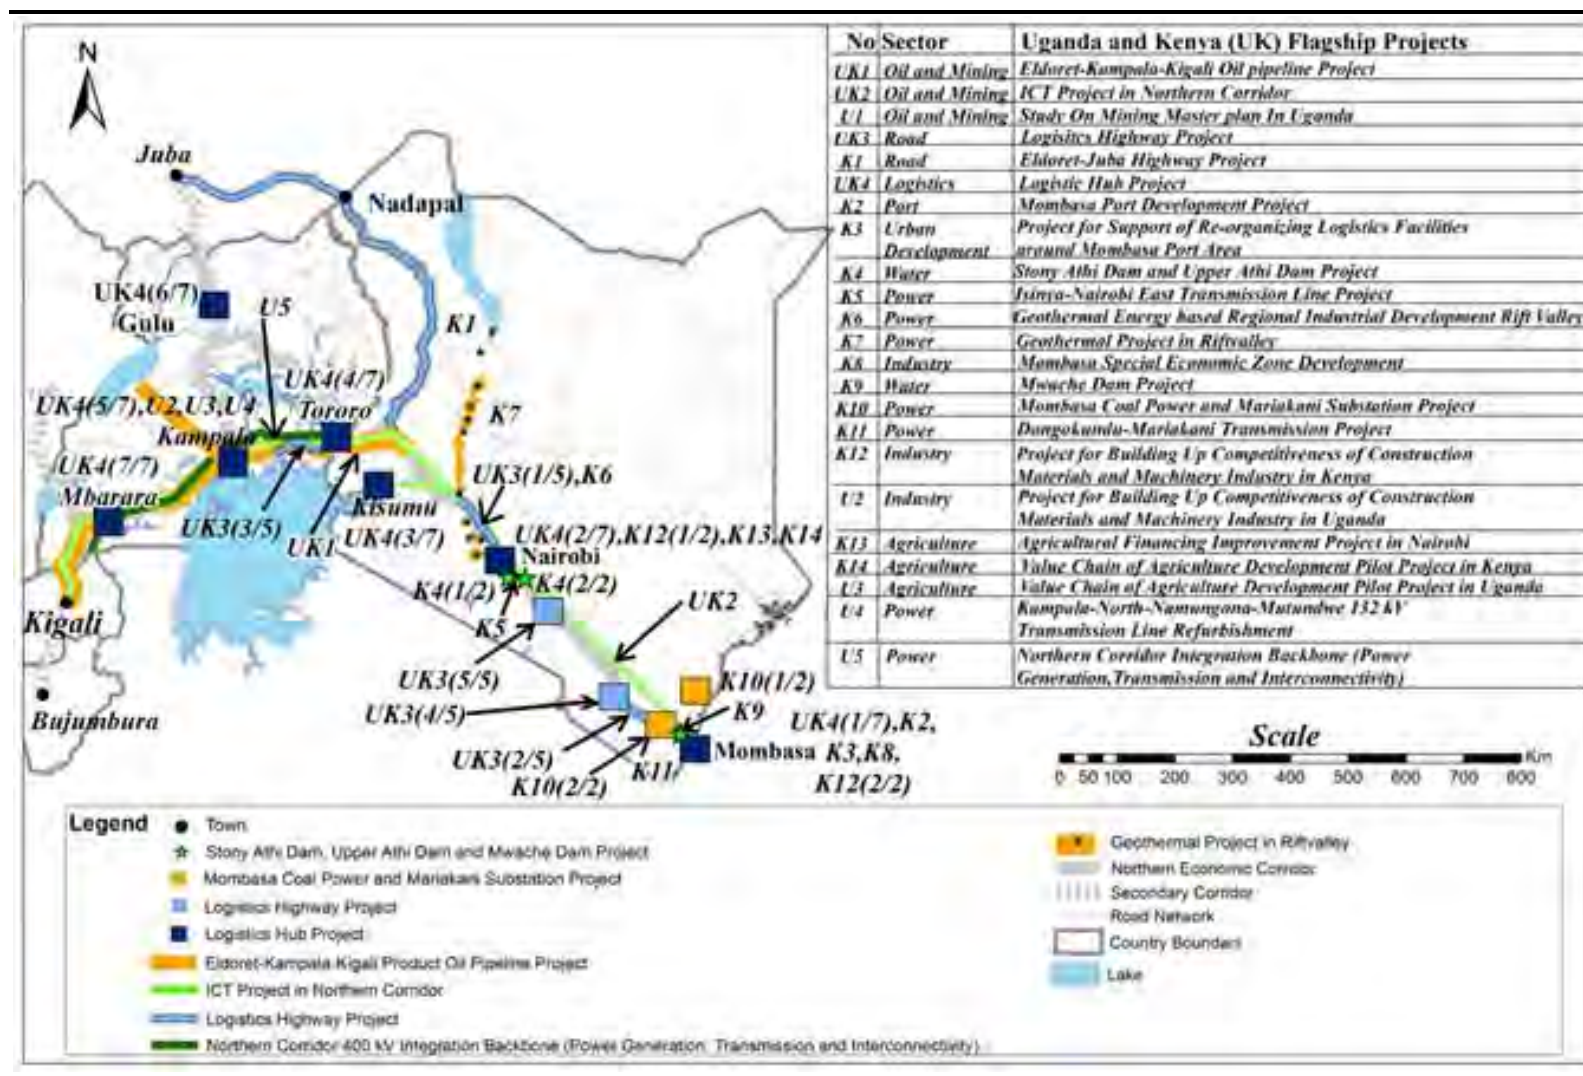 No Sector Uganda and Kenya (UK) Flagship Projects
UK1 Oil and Mining Eldoret-Kampala-Kigali Oil pipeline Project
UK2 Oil and Mining ICT Project in Northern Corridor
U1 Oil and Mining Study On Mining Master plan In Uganda
UK3 Road Logisitcs Highway Project
K1 Road Eldoret-Juba Highway Project
UK4 Logistics Logistic Hub Project
K2 Port Mombasa Port Development Project
K3 Urban Project for Support of Re-organizing Logistics Facilities
Development around Mombasa Port Area
K4 Water Stony Athi Dam and Upper Athi Dam Project
K5 Power Isinya-Nairobi East Transmission Line Project
K6 Power Geothermal Energy based Regional Industrial Development Rift Valley
K7 Power Geothermal Project in Riftvalley
K8 Industry Mombasa Special Economic Zone Development
K9 Water Mwache Dam Project
K10 Power Mombasa Coal Power and Mariakani Substation Project
K11 Power Dongokundu-Mariakani Transmission Project
K12 Industry Project for Building Up Competitiveness of Construction
Materials and Machinery Industry in Kenya
U2 Industry Project for Building Up Competitiveness of Construction
Materials and Machinery Industry in Uganda
K13 Agriculture Agricultural Financing Improvement Project in Nairobi
K14 Agriculture Value Chain of Agriculture Development Pilot Project in Kenya
U3 Agriculture Value Chain of Agriculture Development Pilot Project in Uganda
U4 Power Kampala-North-Namungona-Mutundwe 132 kV
Transmission Line Refurbishment
U5 Power Northern Corridor Integration Backbone (Power
Generation,Transmission and Interconnectivity)
N
Juba
Nadapal
UK4(6/7)
Gulu
U5
K1
UK4(4/7)
Tororo
UK4(5/7),U2,U3,U4
Kampala
K7
UK4(7/7)
Mbarara
UK3(1/5),K6
Kisumu
UK3(3/5)
UK1
UK4(3/7)
UK4(2/7),K12(1/2),K13,K14
Nairobi
K4(1/2)
K4(2/2)
Kigali
K5
UK2
UK3(5/5)
K10(1/2)
Bujumbura
UK3(4/5)
K9
UK4(1/7),K2,
UK3(2/5)
K11
Mombasa K3,K8,
K10(2/2)
K12(2/2)
Scale
0 50 100 200 300 400 500 600 700 800 Km
Legend
Town
Stony Athi Dam, Upper Athi Dam and Mwache Dam Project
Mombasa Coal Power and Mariakani Substation Project
Logistics Highway Project
Logistics Hub Project
Eldoret-Kampala-Kigali Product Oil Pipeline Project
ICT Project in Northern Corridor
Logistics Highway Project
Northern Corridor 400 kV Integration Backbone (Power Generation, Transmission and Interconnectivity)
Geothermal Project in Riftvalley
Northern Economic Corridor
Secondary Corridor
Road Network
Country Boundari
Lake